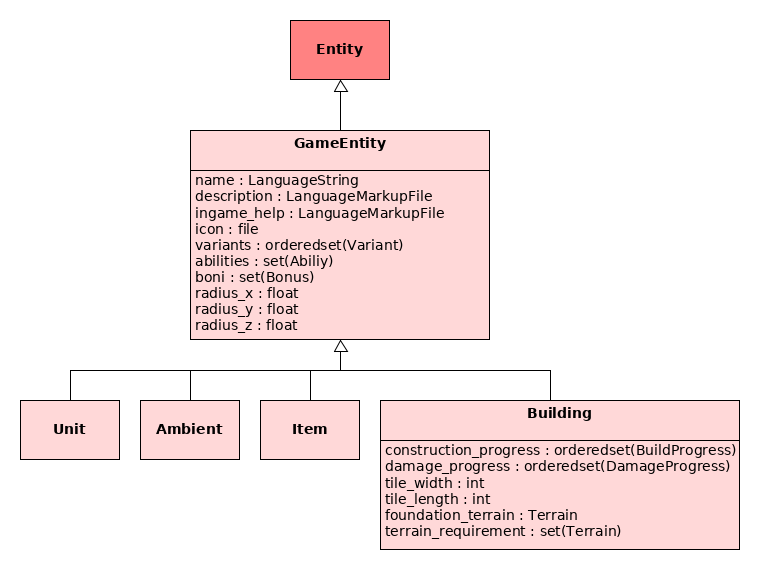 Entity
GameEntity
name : LanguageString
description : LanguageMarkupFile
ingame_help : LanguageMarkupFile
icon : file
variants : orderedset(Variant)
abilities : set(Abiliy)
boni : set(Bonus)
radius_x : float
radius_y : float
radius_z : float
Unit
Ambient
Item
Building
construction_progress : orderedset(BuildProgress)
damage_progress : orderedset(DamageProgress)
tile_width : int
tile_length : int
foundation_terrain : Terrain
terrain_requirement : set(Terrain)